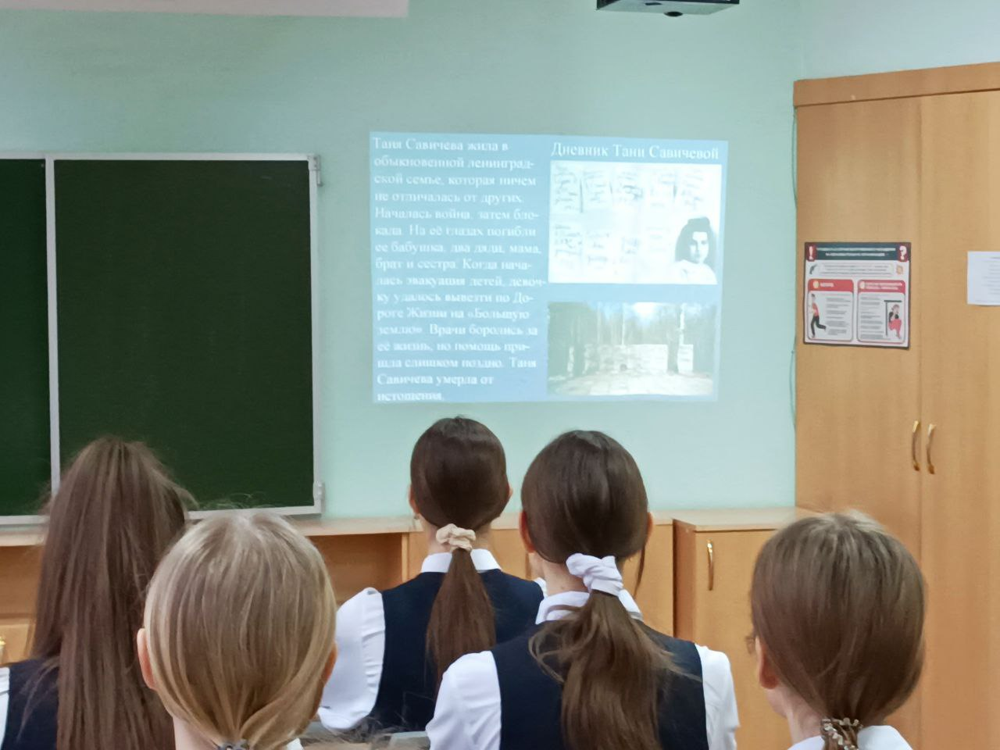 Таня Савичева жила в
обыкновенной ленинград-
ской семье, которая ничем
не отличалась от других.
Началась война, затем бло-
када. На её глазах погибли
ее бабушка, два дяди, мама,
брат и сестра. Когда нача-
лась эвакуация детей, девоч-
ку удалось вывезти по До-
роге Жизни на «Большую
землю». Врачи боролись за
её жизнь, но помощь при-
шла слишком поздно. Таня
Савичева умерла от
истощения.
Дневник Тани Савичевой